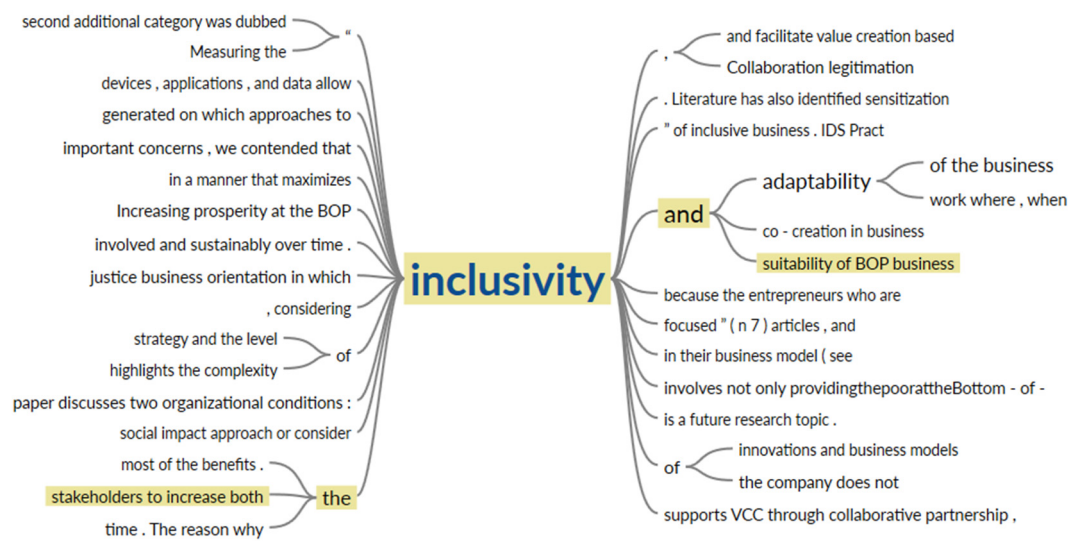 second additional category was dubbed
Measuring the
“
devices , applications , and data allow
generated on which approaches to
important concerns , we contended that
in a manner that maximizes
Increasing prosperity at the BOP
involved and sustainably over time .
justice business orientation in which
, considering
strategy and the level
highlights the complexity
of
paper discusses two organizational conditions :
social impact approach or consider
most of the benefits .
stakeholders to increase both
time . The reason why
the
inclusivity
,
and facilitate value creation based
Collaboration legitimation
. Literature has also identified sensitization
” of inclusive business . IDS Pract
and
adaptability
of the business
work where , when
co - creation in business
suitability of BOP business
because the entrepreneurs who are
focused ” ( n 7 ) articles , and
in their business model ( see
involves not only providingthepoorattheBottom - of -
is a future research topic .
of
innovations and business models
the company does not
supports VCC through collaborative partnership ,